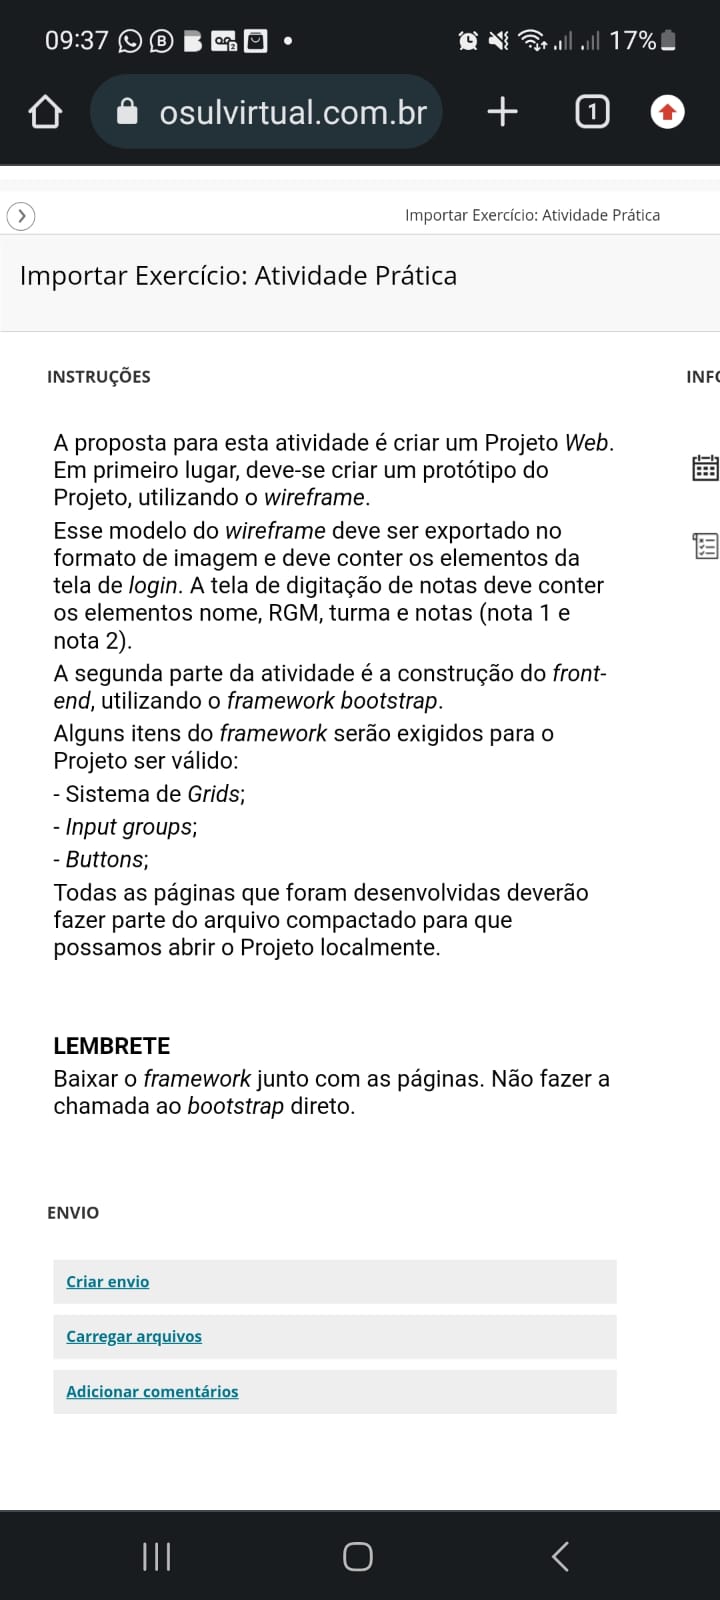 09:37
17%
osulvirtual.com.br
1
Importar Exercício: Atividade Prática
Importar Exercício: Atividade Prática
INSTRUÇÕES
INFO
A proposta para esta atividade é criar um Projeto Web.
Em primeiro lugar, deve-se criar um protótipo do
Projeto, utilizando o wireframe.
Esse modelo do wireframe deve ser exportado no
formato de imagem e deve conter os elementos da
tela de login. A tela de digitação de notas deve conter
os elementos nome, RGM, turma e notas (nota 1 e
nota 2).
A segunda parte da atividade é a construção do front-
end, utilizando o framework bootstrap.
Alguns itens do framework serão exigidos para o
Projeto ser válido:
- Sistema de Grids;
- Input groups;
- Buttons;
Todas as páginas que foram desenvolvidas deverão
fazer parte do arquivo compactado para que
possamos abrir o Projeto localmente.
LEMBRETE
Baixar o framework junto com as páginas. Não fazer a
chamada ao bootstrap direto.
ENVIO
Criar envio
Carregar arquivos
Adicionar comentários